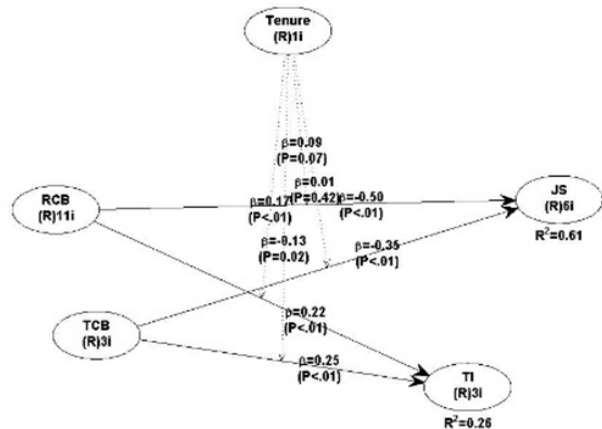 Tenure
(R)1i
β=0.09
(P=0.07)
β=0.01
(P=0.42)
β=0.17
(P<.01)
β=-0.50
(P<.01)
RCB
(R)11i
JS
(R)6i
R²=0.61
β=-0.13
(P=0.02)
β=-0.35
(P<.01)
β=0.22
(P<.01)
TCB
(R)3i
β=0.25
(P<.01)
TI
(R)3i
R²=0.26